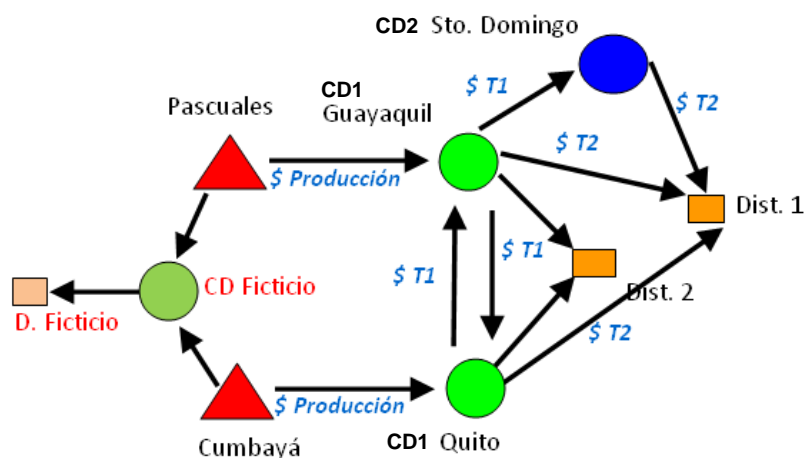 CD2 Sto. Domingo
$ T1
CD1
Pascuales
Guayaquil
$ T2
$ T2
$ Producción
Dist. 1
$ T1
$ T1
CD Ficticio
Dist. 2
D. Ficticio
$ T2
$ Producción
Cumbayá
CD1 Quito